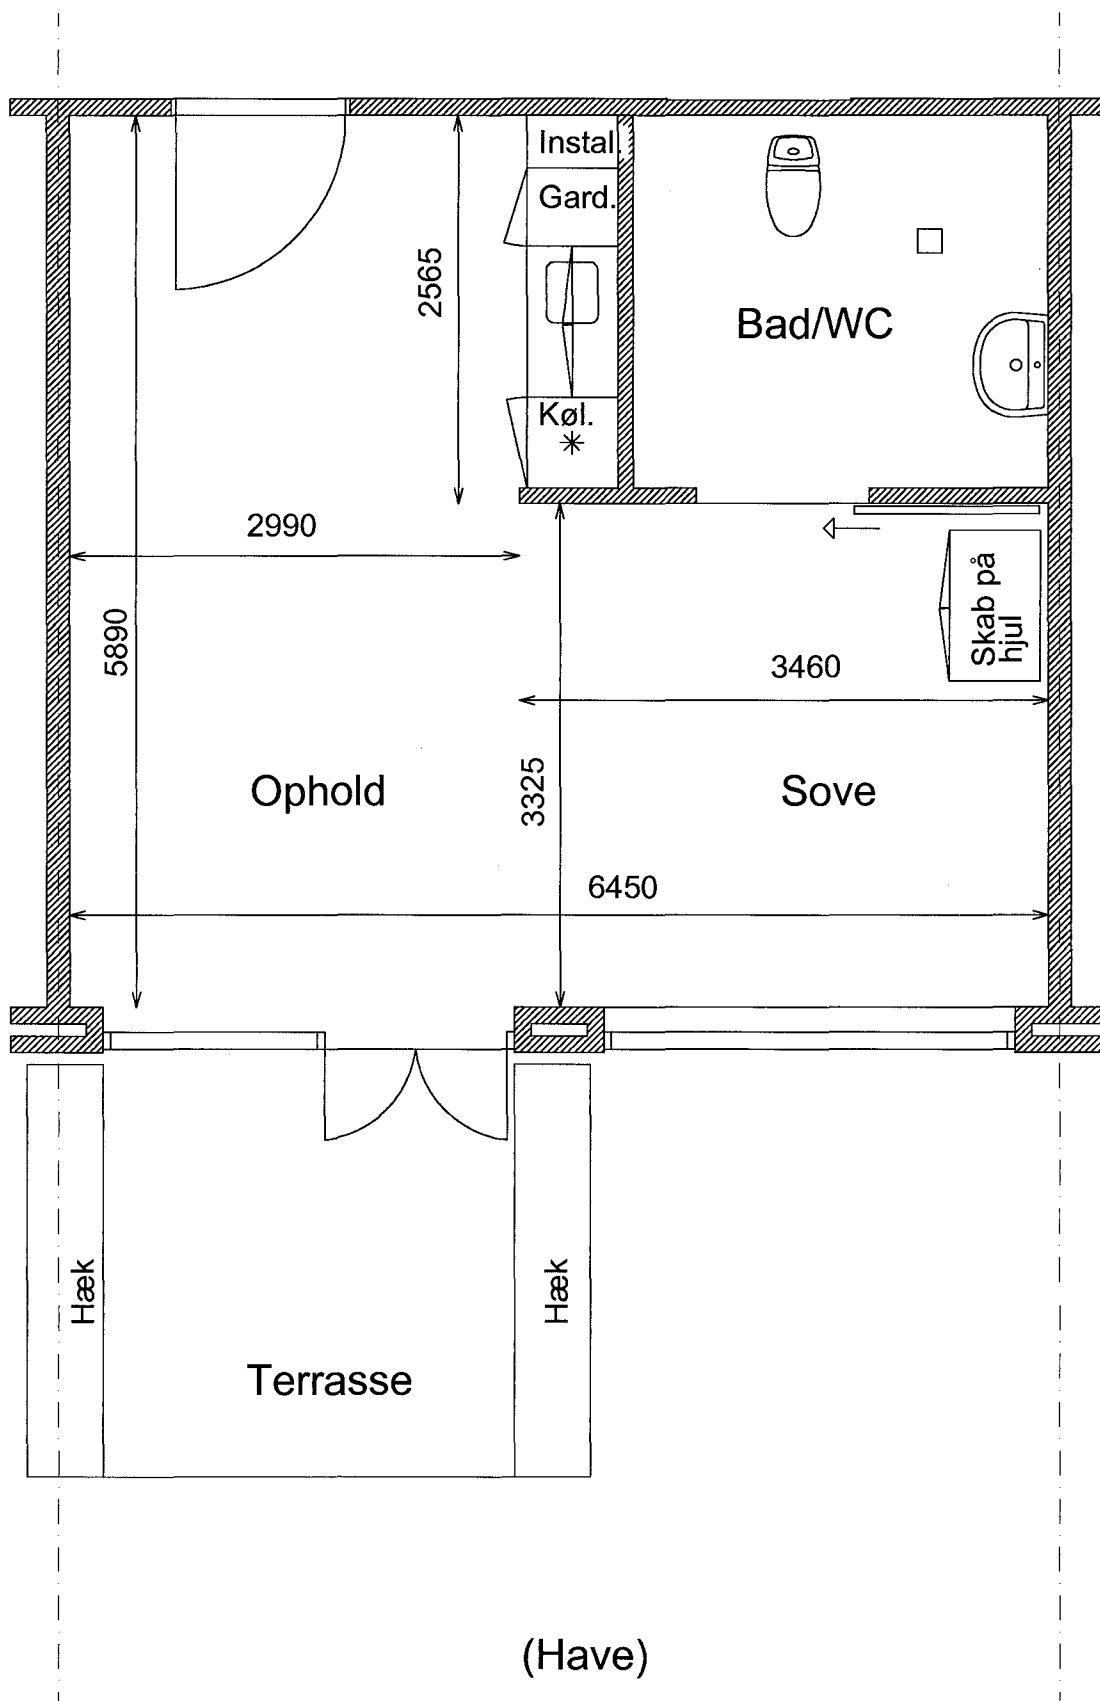 Instal.
Gard.
2565
Bad/WC
Køl.
2990
5890
Skab på
hjul
3460
3325
Ophold
Sove
6450
Hæk
Hæk
Terrasse
(Have)